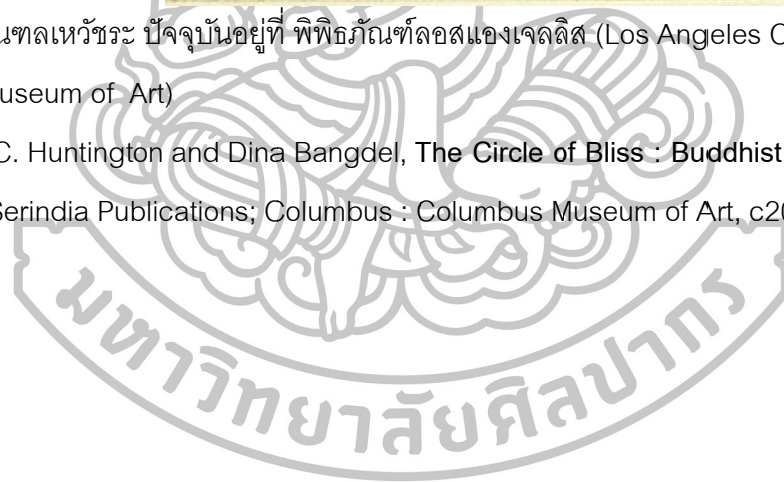 ณฑลเหวัชระ ปัจจุบันอยู่ที่ พิพิธภัณฑ์ลอสแองเจลลิส (Los Angeles C
useum of Art)
C. Huntington and Dina Bangdel, The Circle of Bliss : Buddhist
Serindia Publications; Columbus : Columbus Museum of Art, c20
มหาวิทยาลัยศิลปากร